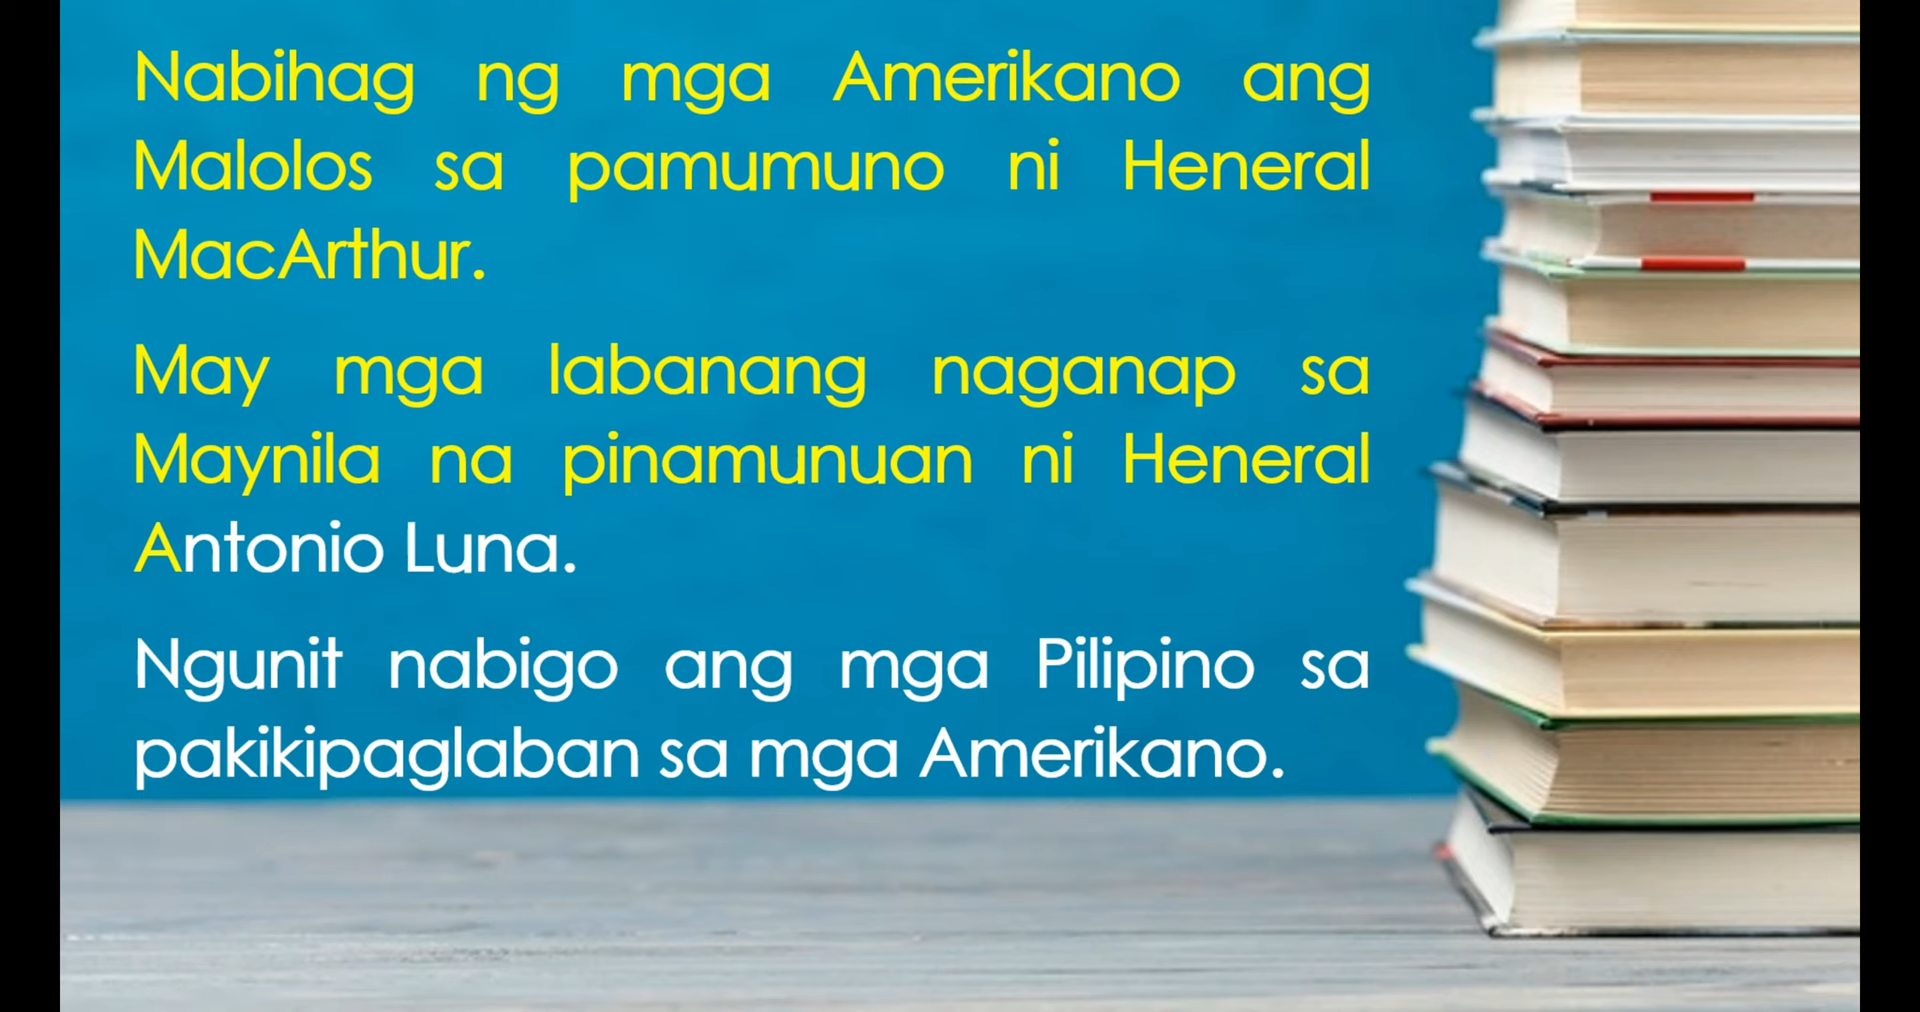 Nabihag ng mga Amerikano ang
Malolos sa pamumuno ni Heneral
MacArthur.
May mga labanang naganap sa
Maynila na pinamunuan ni Heneral
Antonio Luna.
Ngunit nabigo ang mga Pilipino sa
pakikipaglaban sa mga Amerikano.